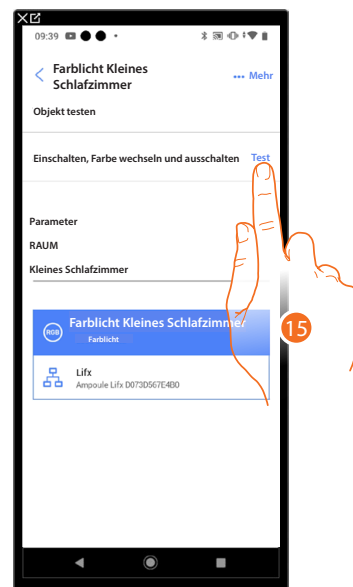 09:39
Farblicht Kleines
Schlafzimmer
Mehr
Objekt testen
Einschalten, Farbe wechseln und ausschalten Test
Parameter
RAUM
Kleines Schlafzimmer
RGB
Farblicht Kleines Schlafzimmer
Farblicht
Lifx
Ampoule Lifx D073D567E4B0
15